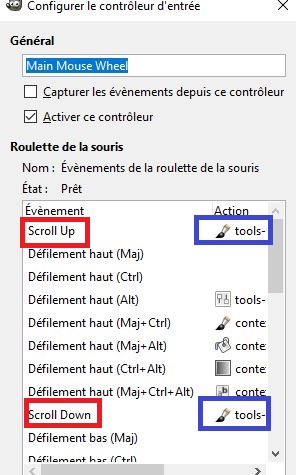 Configurer le contrôleur d'entrée
Général
Main Mouse Wheel
Capturer les évènements depuis ce contrôleur
Activer ce contrôleur
Roulette de la souris
Nom : Évènements de la roulette de la souris
État : Prêt
Évènement Action
Scroll Up tools-
Défilement haut (Maj)
Défilement haut (Ctrl)
Défilement haut (Alt) tools-
Défilement haut (Maj+Ctrl) conte
Défilement haut (Maj+Alt) conte
Défilement haut (Ctrl+Alt) conte
Défilement haut (Maj+Ctrl+Alt) conte
Scroll Down tools-
Défilement bas (Maj)
Défilement bas (Ctrl)